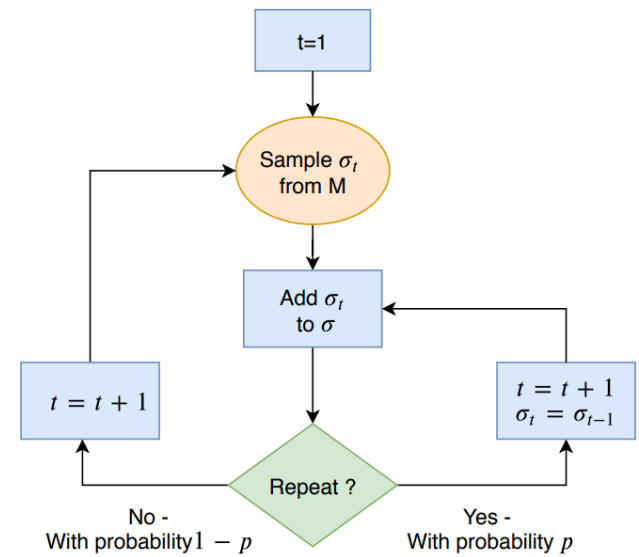 t=1
Sample σₜ
from M
Add σₜ
to σ
t = t + 1
t = t + 1
σₜ = σₜ₋₁
Repeat ?
No -
With probability1 − p
Yes -
With probability p